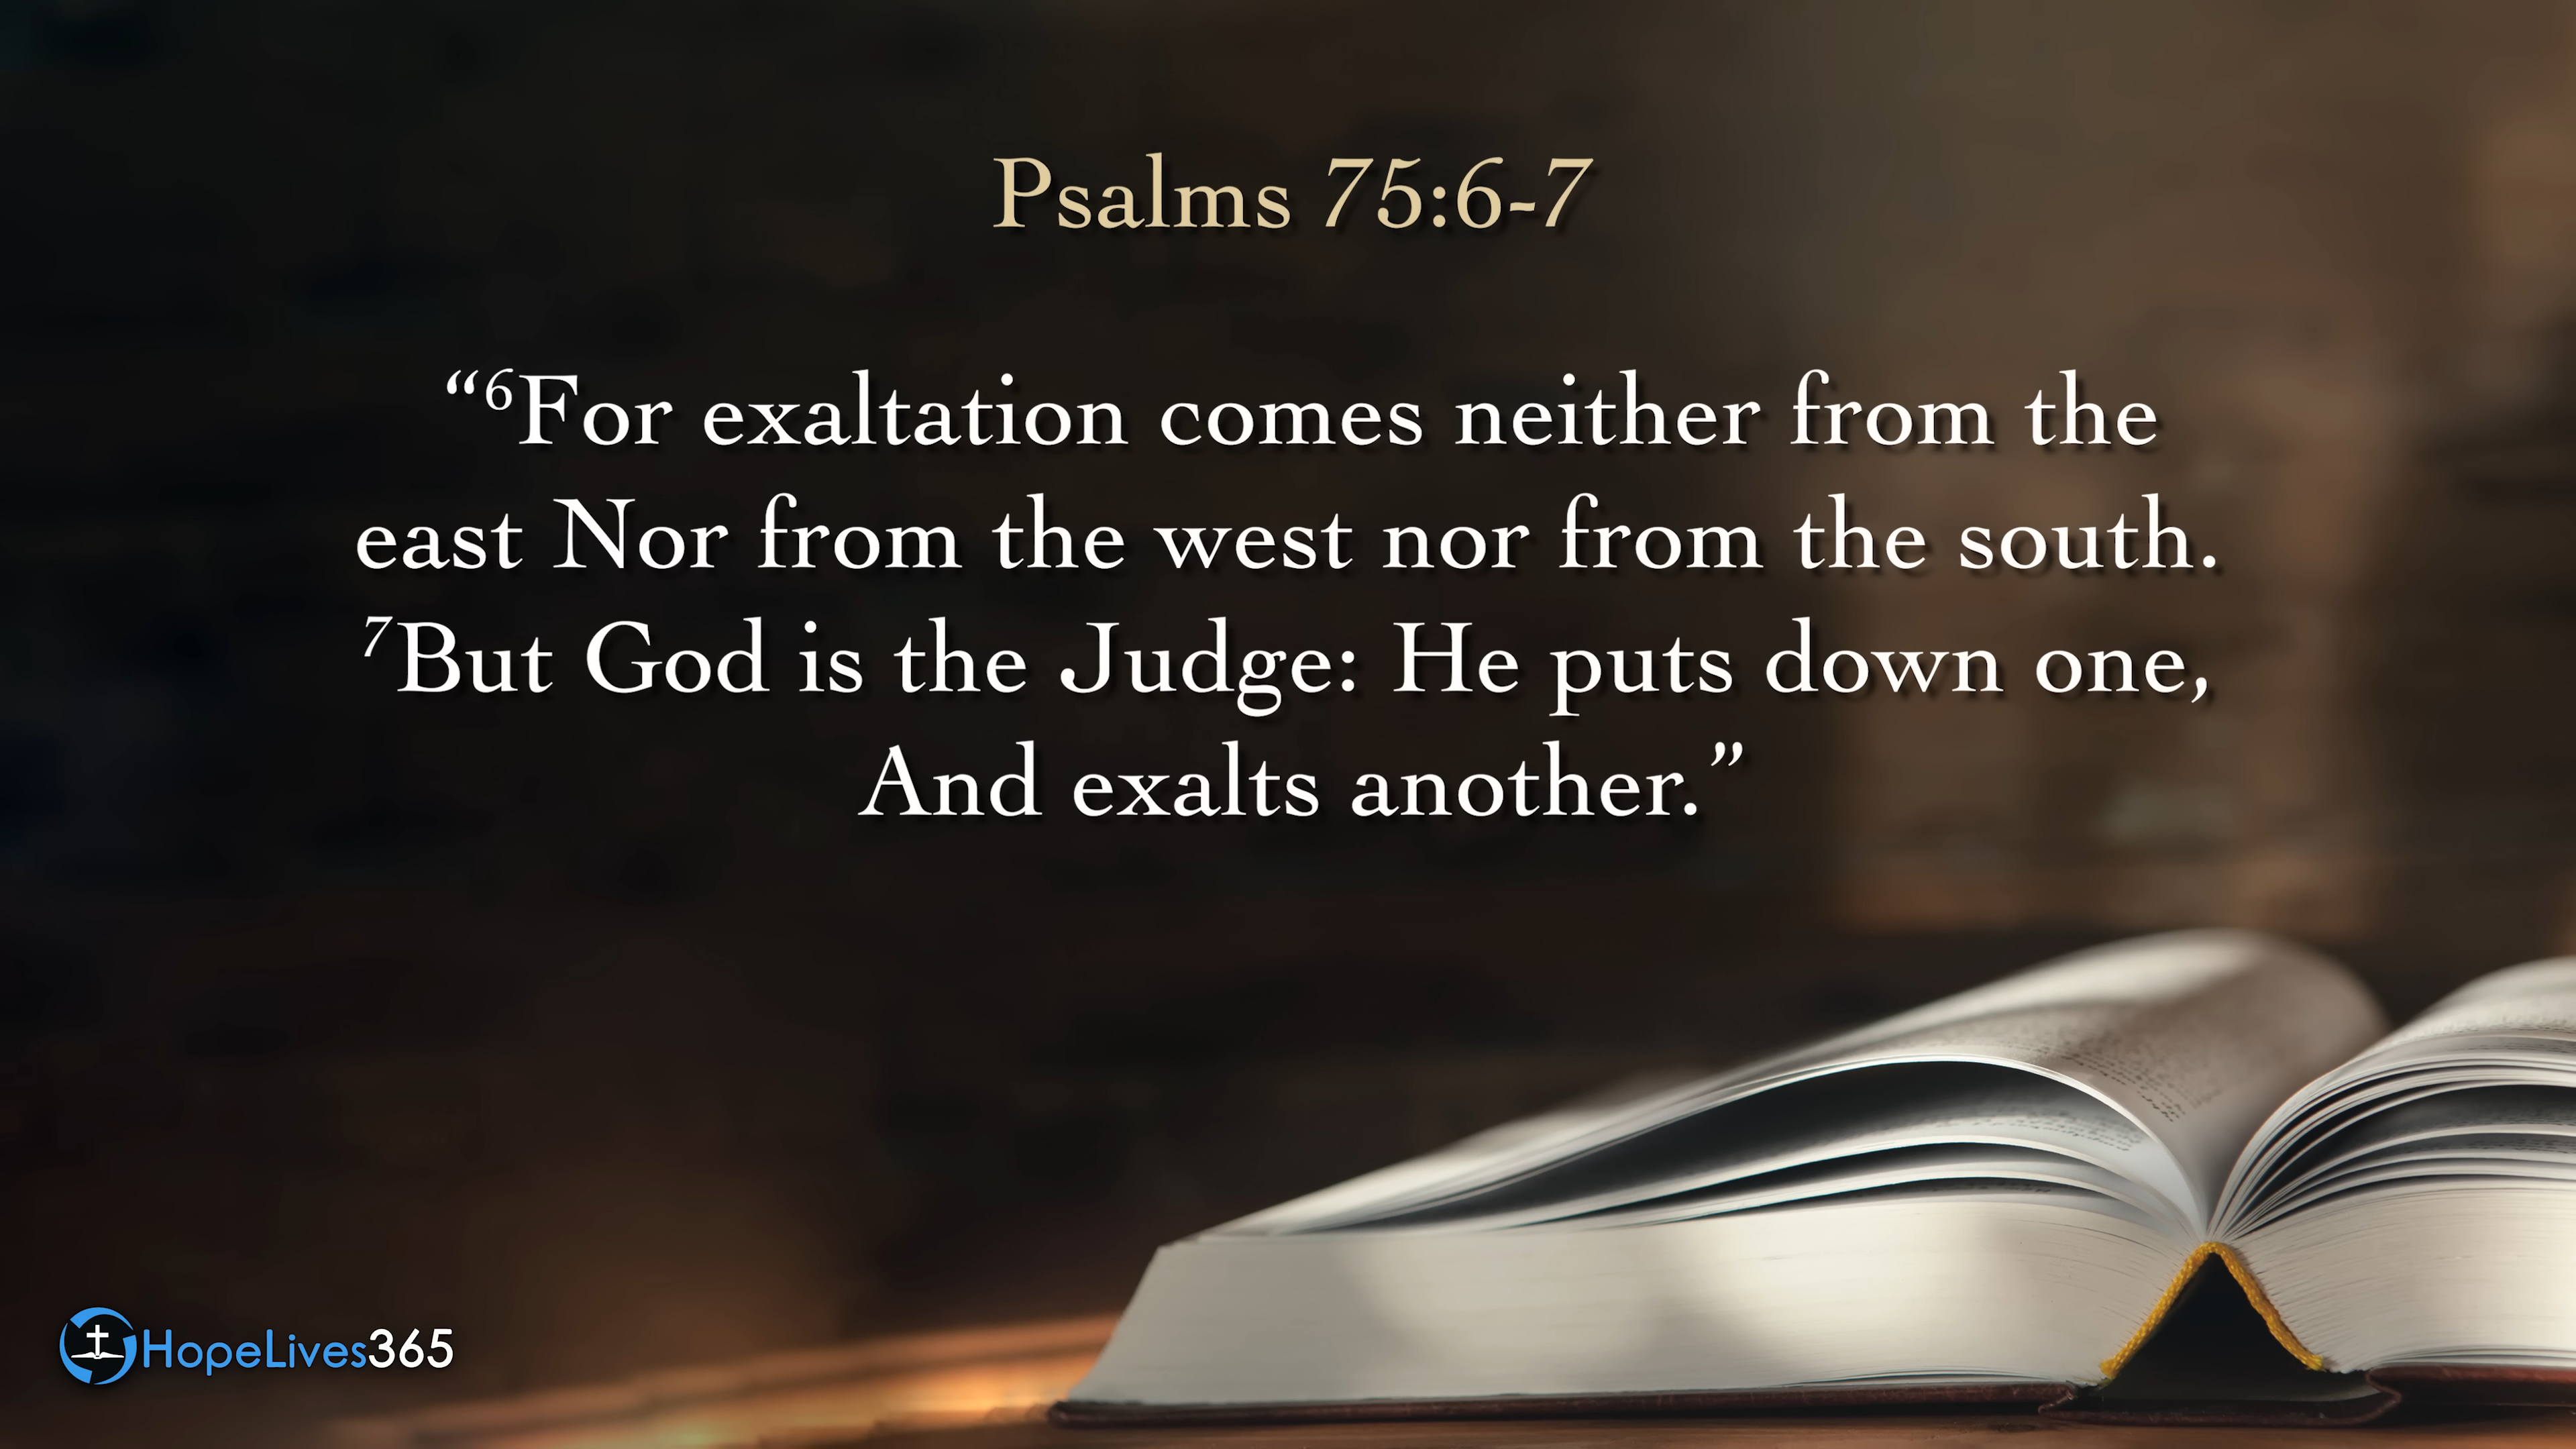 Psalms 75:6-7
“⁶For exaltation comes neither from the
east Nor from the west nor from the south.
⁷But God is the Judge: He puts down one,
And exalts another.”
HopeLives365